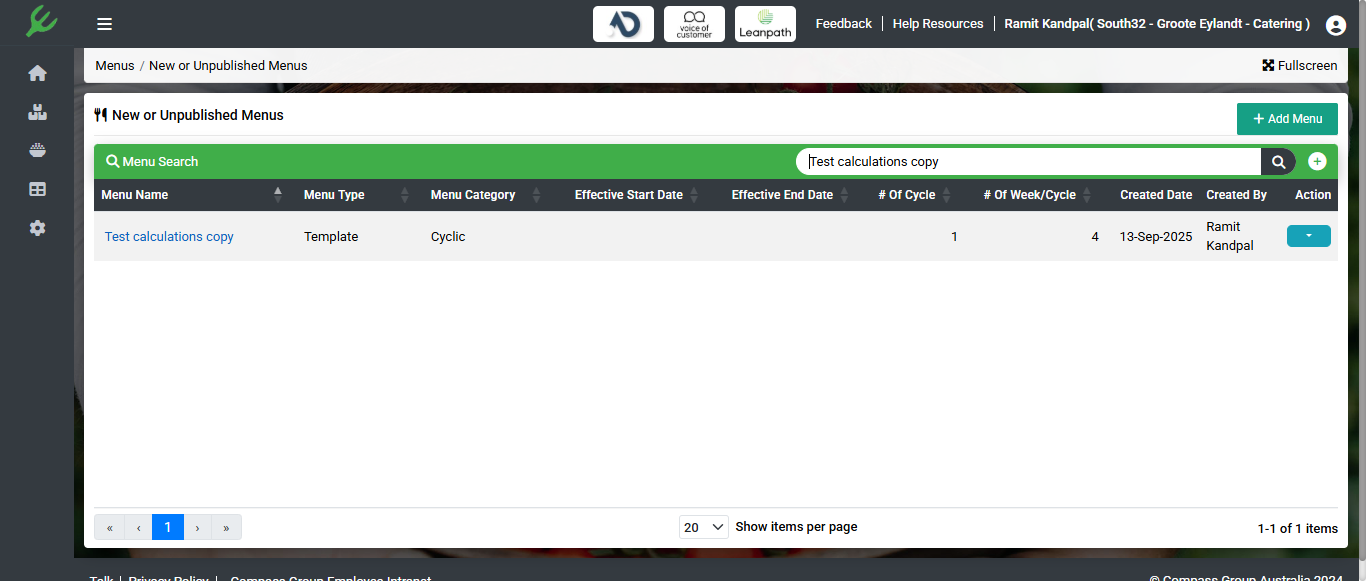 voice of customer
Leanpath
Feedback
Help Resources
Ramit Kandpal( South32 - Groote Eylandt - Catering )
Menus / New or Unpublished Menus
Fullscreen
New or Unpublished Menus
+ Add Menu
Menu Search
Test calculations copy
Menu Name Menu Type Menu Category Effective Start Date Effective End Date # Of Cycle # Of Week/Cycle Created Date Created By Action
Test calculations copy Template Cyclic 1 4 13-Sep-2025 Ramit Kandpal
« ‹ 1 › »
20 Show items per page
1-1 of 1 items
Talk | Privacy Policy | Compass Group Employee Intranet
© Compass Group Australia 2024